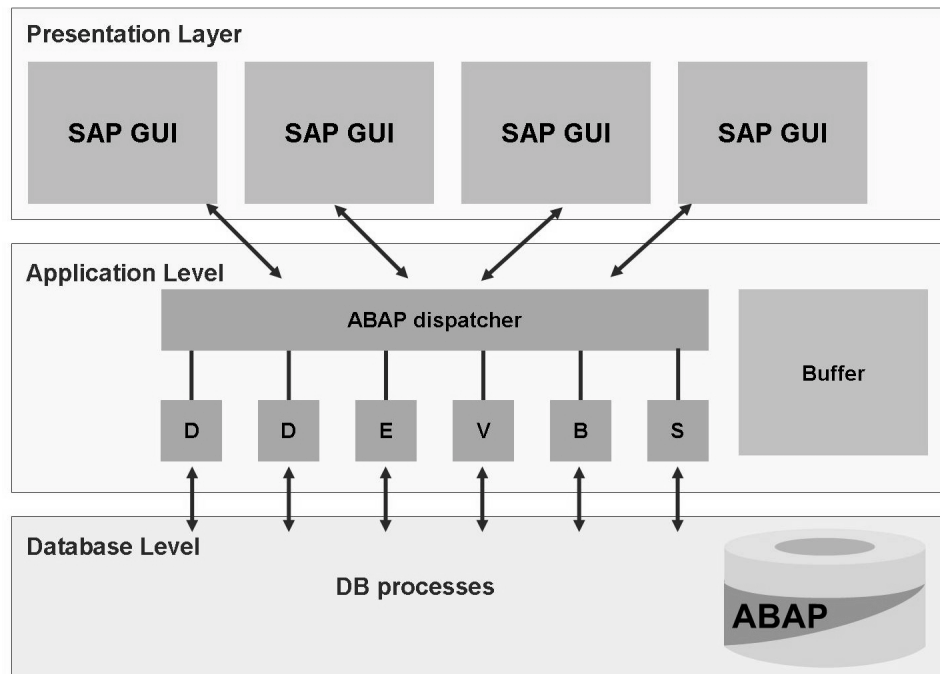 Presentation Layer
SAP GUI
SAP GUI
SAP GUI
SAP GUI
Application Level
ABAP dispatcher
Buffer
D
D
E
V
B
S
Database Level
DB processes
ABAP